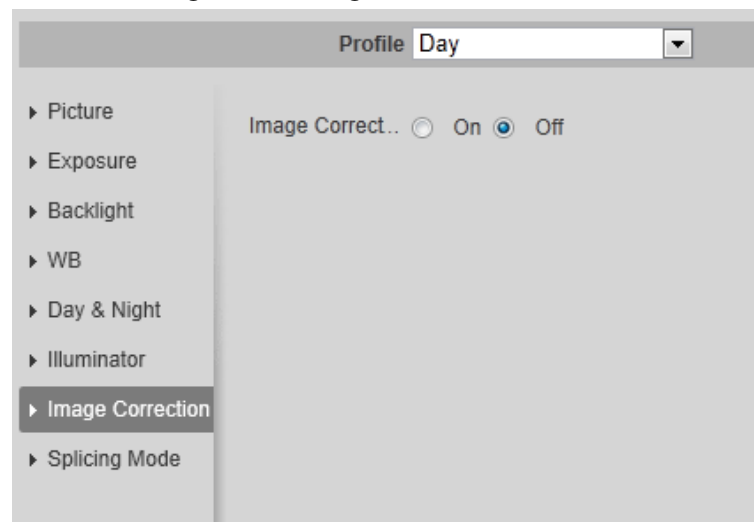 Profile Day
Picture
Image Correct.. On Off
Exposure
Backlight
WB
Day & Night
Illuminator
Image Correction
Splicing Mode